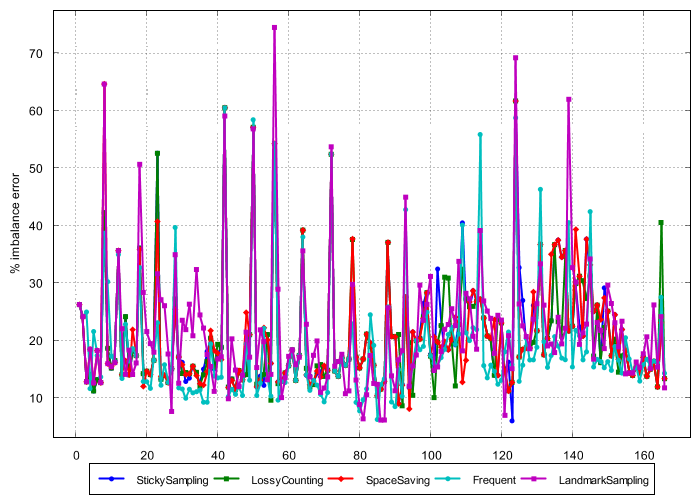 70
60
50
40
30
20
10
% imbalance error
0 20 40 60 80 100 120 140 160
StickySampling LossyCounting SpaceSaving Frequent LandmarkSampling